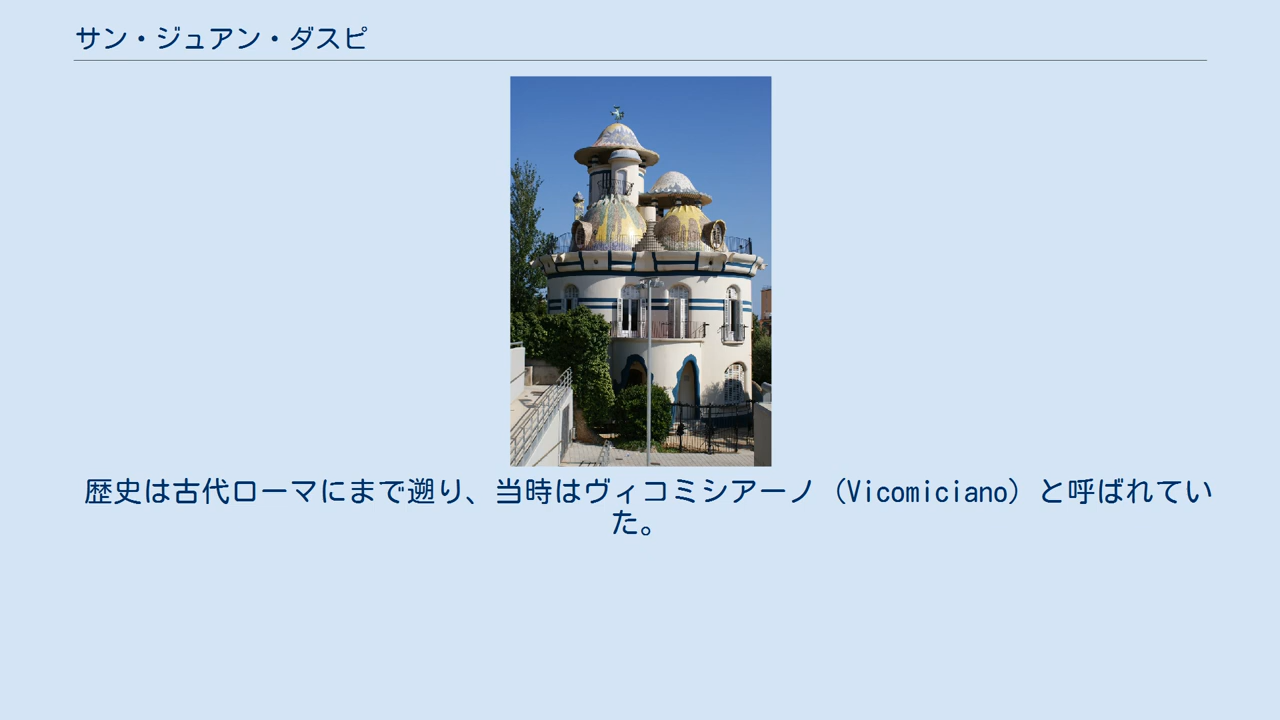 サン・ジュアン・ダスピ
歴史は古代ローマにまで遡り、当時はヴィコミシアーノ（Vicomiciano）と呼ばれてい
た。